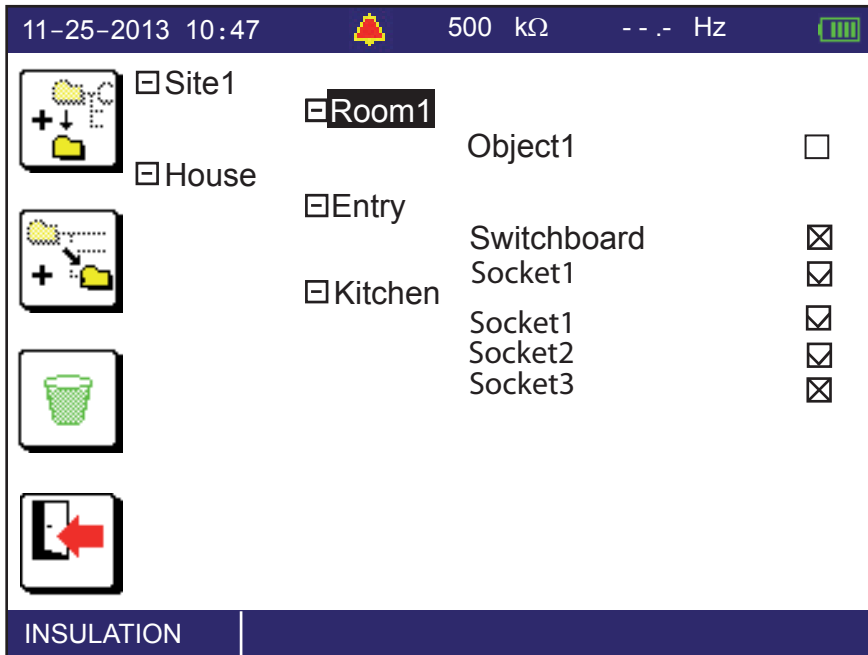 11-25-2013 10:47 500 kΩ - - .- Hz
Site1
Room1
Object1
House
Entry
Switchboard
Socket1
Kitchen
Socket1
Socket2
Socket3
INSULATION